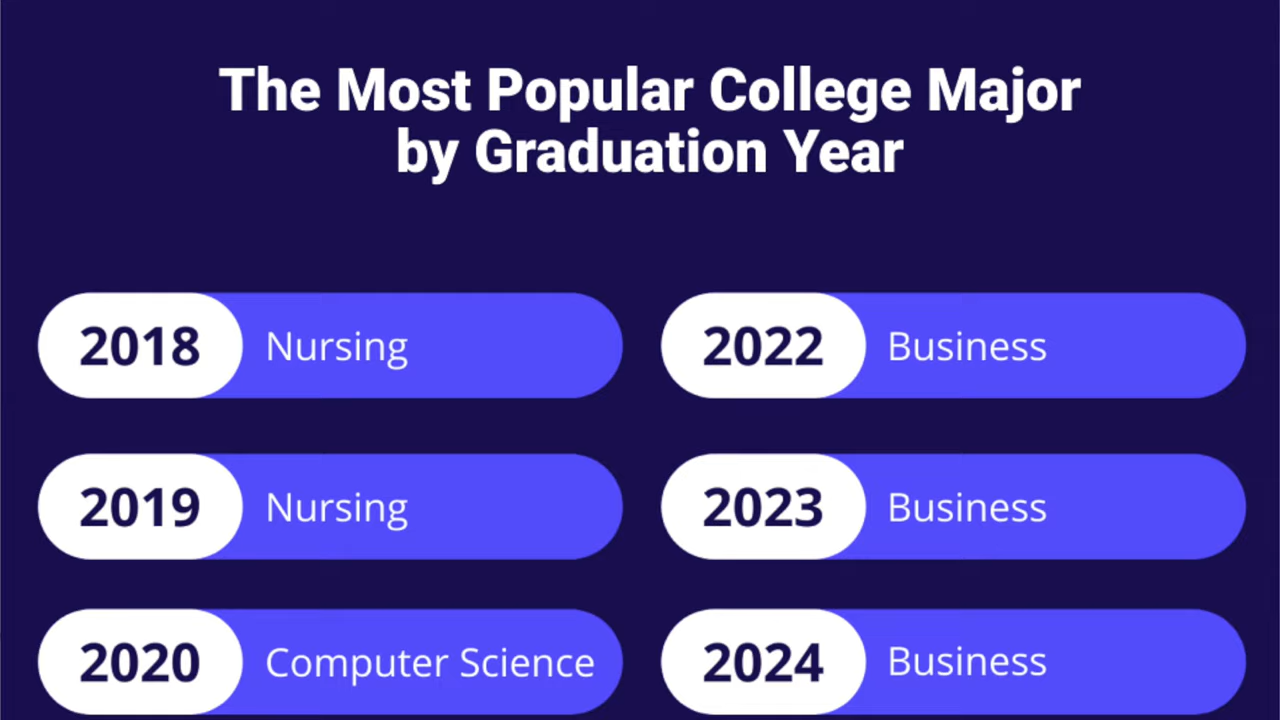 The Most Popular College Major
by Graduation Year
2018 Nursing
2022 Business
2019 Nursing
2023 Business
2020 Computer Science
2024 Business